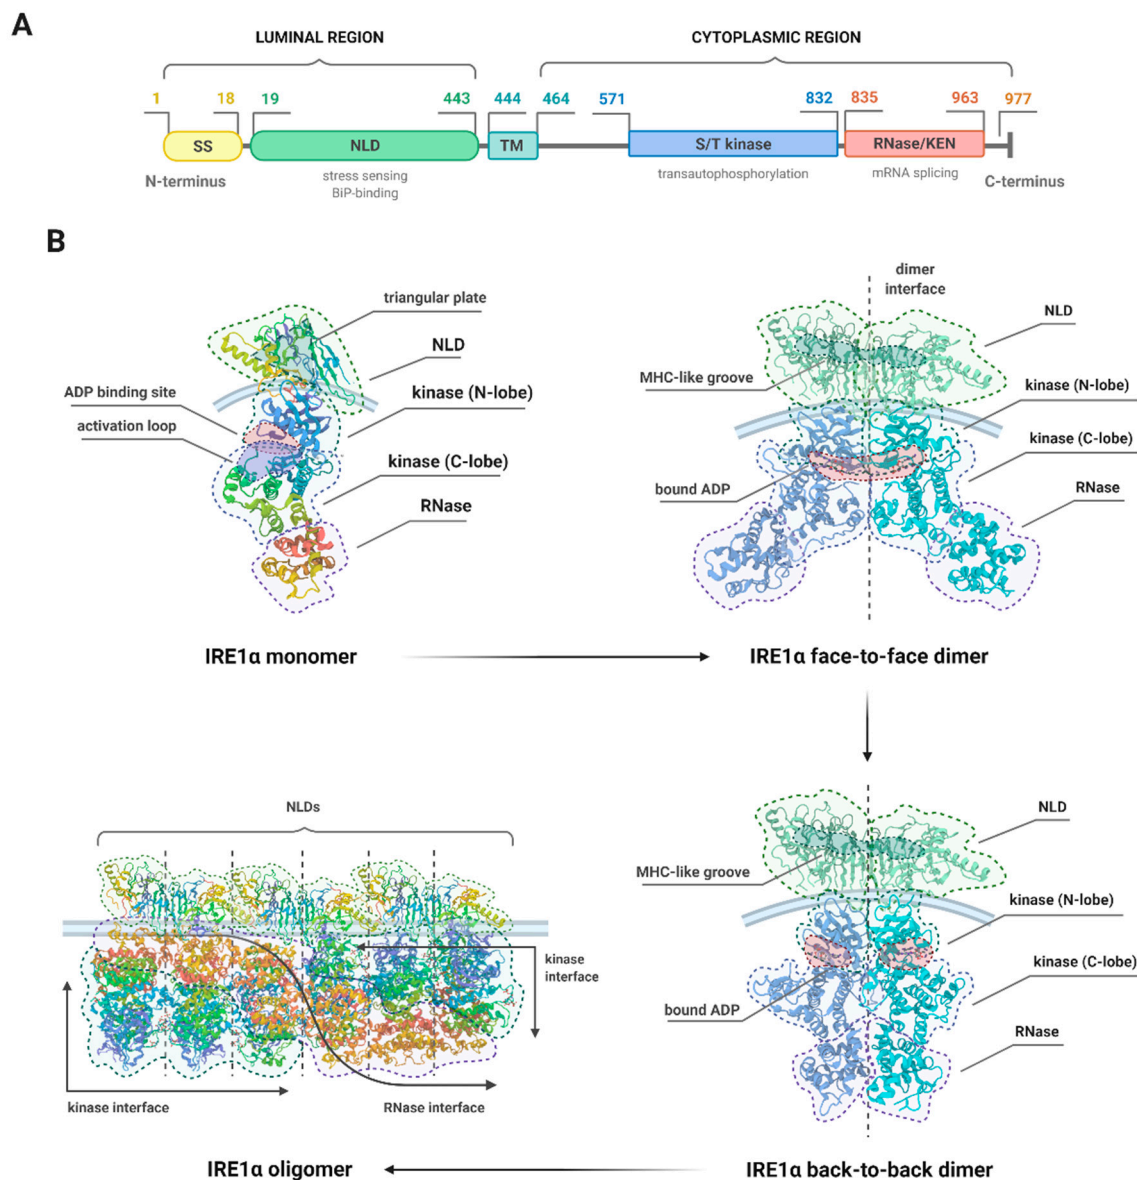 A
LUMINAL REGION
CYTOPLASMIC REGION
1
18
19
443
444
464
571
832
835
963
977
SS
NLD
TM
S/T kinase
RNase/KEN
N-terminus
stress sensing
BiP-binding
transautophosphorylation
mRNA splicing
C-terminus
B
triangular plate
NLD
ADP binding site
kinase (N-lobe)
activation loop
kinase (C-lobe)
RNase
dimer
interface
NLD
MHC-like groove
kinase (N-lobe)
kinase (C-lobe)
bound ADP
RNase
IRE1α monomer
IRE1α face-to-face dimer
NLDs
kinase
interface
kinase interface
RNase interface
NLD
MHC-like groove
kinase (N-lobe)
kinase (C-lobe)
bound ADP
RNase
IRE1α oligomer
IRE1α back-to-back dimer